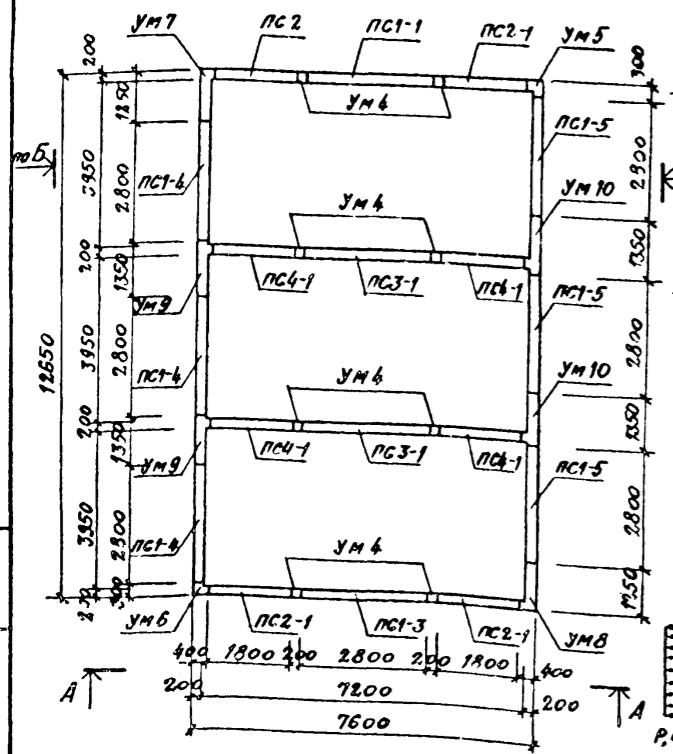 Ум7 ПС2 ПС1-1 ПС2-1 Ум5
200 300
Ум4
1250
ПС1-5
по Б
3950 2800 2800
ПС1-4 Ум4 Ум10
200 1350 1350
ПС4-1 ПС3-1 ПС4-1
Ум9 ПС1-5
12650 3950 2800 2800
ПС1-4 Ум4 Ум10
200 1350 1350
ПС4-1 ПС3-1 ПС4-1
Ум9 ПС1-5
3950 2800 2800
ПС1-4 Ум4
300 1250
Ум6 ПС2-1 ПС1-3 ПС2-1 Ум8
400 1800 200 2800 200 1800 400
А 200 7200 200 А
7600